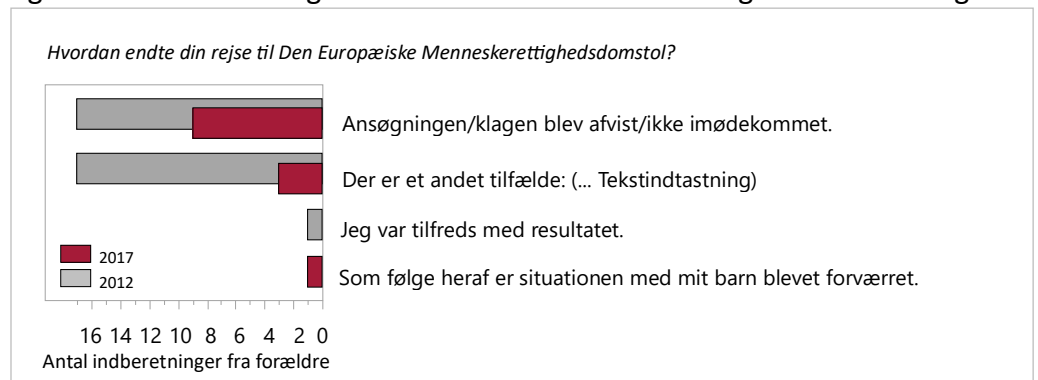 Hvordan endte din rejse til Den Europæiske Menneskerettighedsdomstol?
Ansøgningen/klagen blev afvist/ikke imødekommet.
Der er et andet tilfælde: (... Tekstindtastning)
Jeg var tilfreds med resultatet.
Som følge heraf er situationen med mit barn blevet forværret.
2017
2012
16 14 12 10 8 6 4 2 0
Antal indberetninger fra forældre